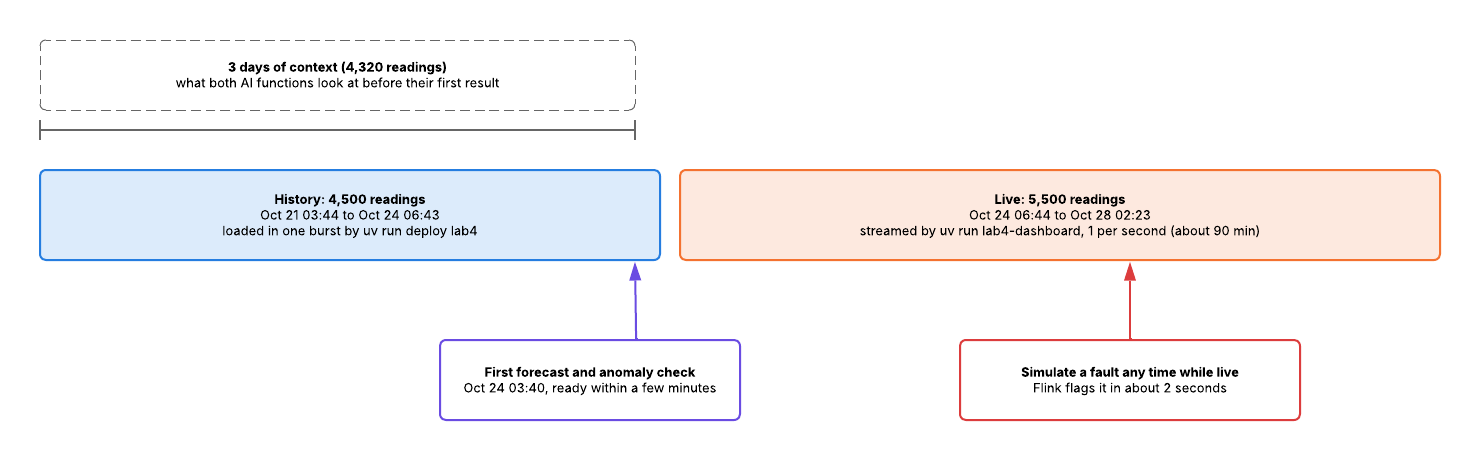 3 days of context (4,320 readings)
what both AI functions look at before their first result
History: 4,500 readings
Oct 21 03:44 to Oct 24 06:43
loaded in one burst by uv run deploy lab4
Live: 5,500 readings
Oct 24 06:44 to Oct 28 02:23
streamed by uv run lab4-dashboard, 1 per second (about 90 min)
First forecast and anomaly check
Oct 24 03:40, ready within a few minutes
Simulate a fault any time while live
Flink flags it in about 2 seconds